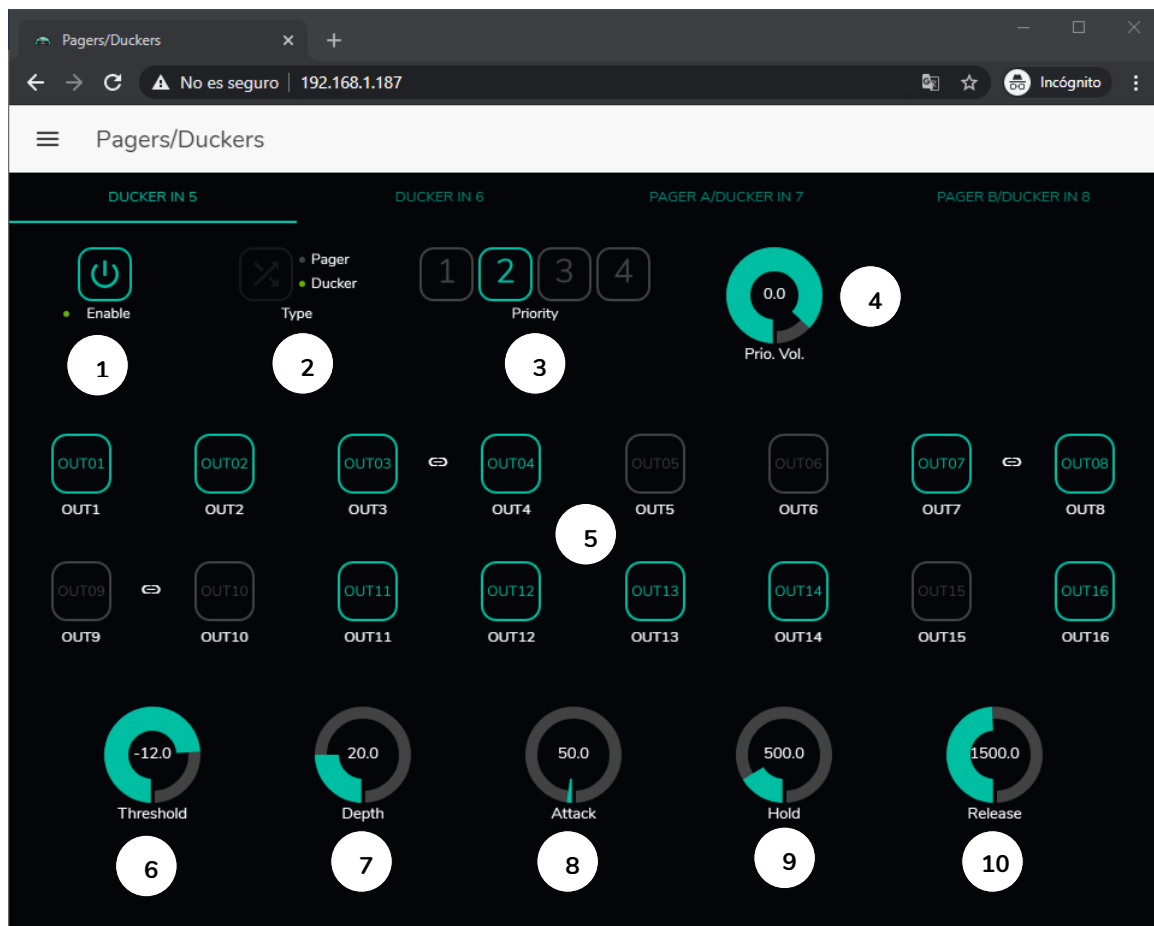 Pagers/Duckers
No es seguro 192.168.1.187 Incógnito
Pagers/Duckers
DUCKER IN 5 DUCKER IN 6 PAGER A/DUCKER IN 7 PAGER B/DUCKER IN 8
Pager
Ducker
1 2 3 4
0.0
Enable Type Priority
Prio. Vol.
4
1 2 3
OUT01 OUT02 OUT03 OUT04 OUT05 OUT06 OUT07 OUT08
OUT1 OUT2 OUT3 OUT4 OUT5 OUT6 OUT7 OUT8
5
OUT09 OUT10 OUT11 OUT12 OUT13 OUT14 OUT15 OUT16
OUT9 OUT10 OUT11 OUT12 OUT13 OUT14 OUT15 OUT16
-12.0 20.0 50.0 500.0 1500.0
Threshold Depth Attack Hold Release
6 7 8 9 10